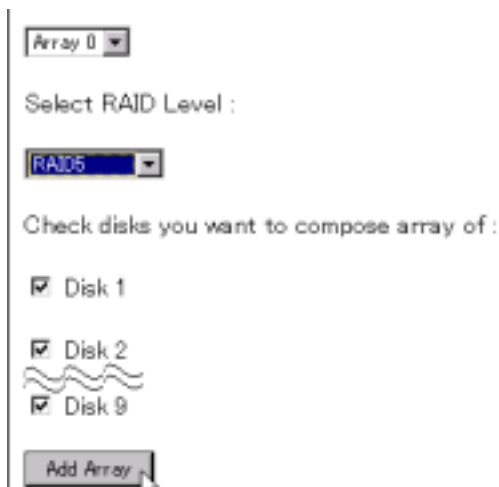 Array 0
Select RAID Level :
RAID5
Check disks you want to compose array of :
Disk 1
Disk 2
Disk 9
Add Array